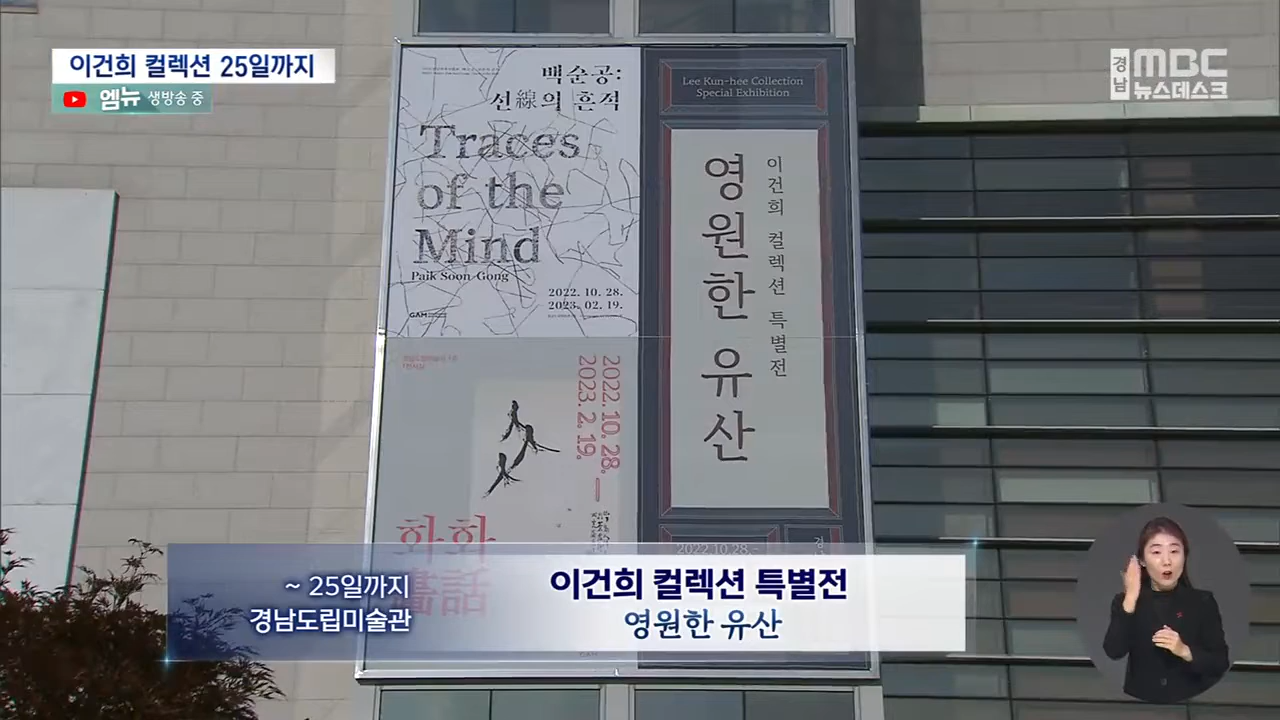 이건희 컬렉션 25일까지
엠뉴 생방송 중
경남 MBC
뉴스데스크
백순공:
선線의 흔적
Traces
of the
Mind
Paik Soon-Gong
2022. 10. 28.
2023. 02. 19.
GAM
Lee Kun-hee Collection
Special Exhibition
이건희 컬렉션 특별전
영원한 유산
2022.10.28.-
2022. 10. 28.—
2023. 2. 19.
화화
畵話
GAM
~ 25일까지
경남도립미술관
이건희 컬렉션 특별전
영원한 유산